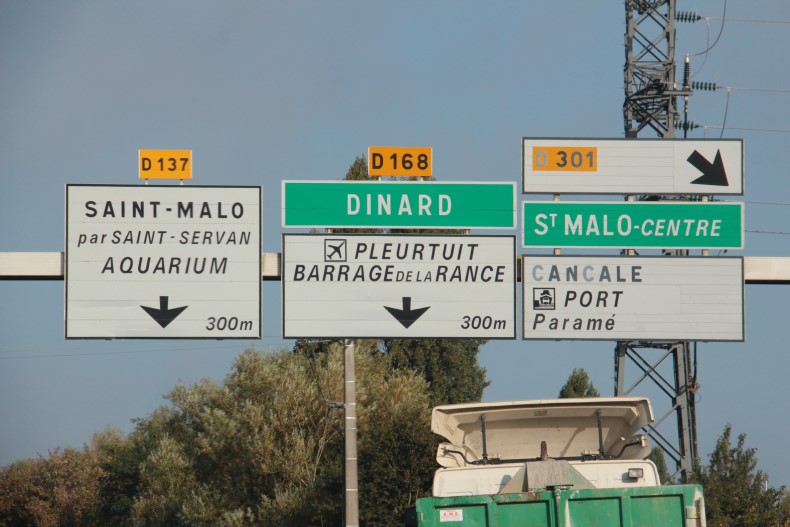 D 137
SAINT-MALO
par SAINT-SERVAN
AQUARIUM
300m
D 168
DINARD
PLEURTUIT
BARRAGE DE LA RANCE
300m
D 301
ST MALO-CENTRE
CANCALE
PORT
Paramé